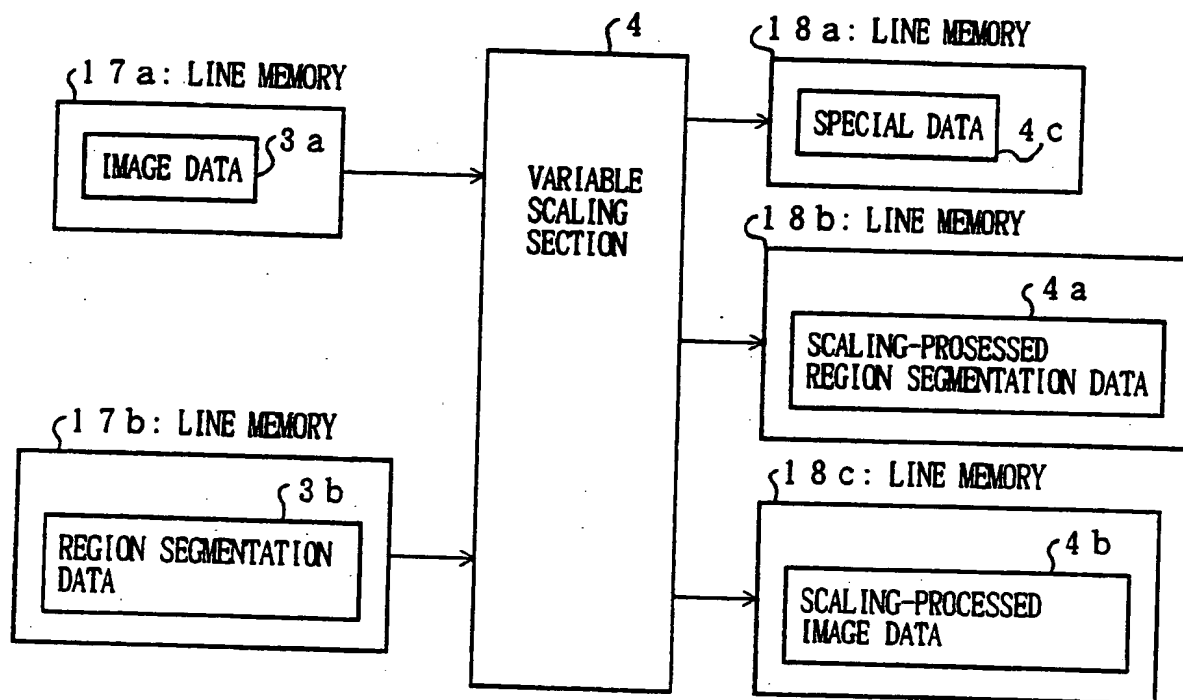 17a: LINE MEMORY
IMAGE DATA
3a
17b: LINE MEMORY
3b
REGION SEGMENTATION
DATA
4
VARIABLE
SCALING
SECTION
18a: LINE MEMORY
SPECIAL DATA
4c
18b: LINE MEMORY
4a
SCALING-PROSESSED
REGION SEGMENTATION DATA
18c: LINE MEMORY
4b
SCALING-PROCESSED
IMAGE DATA